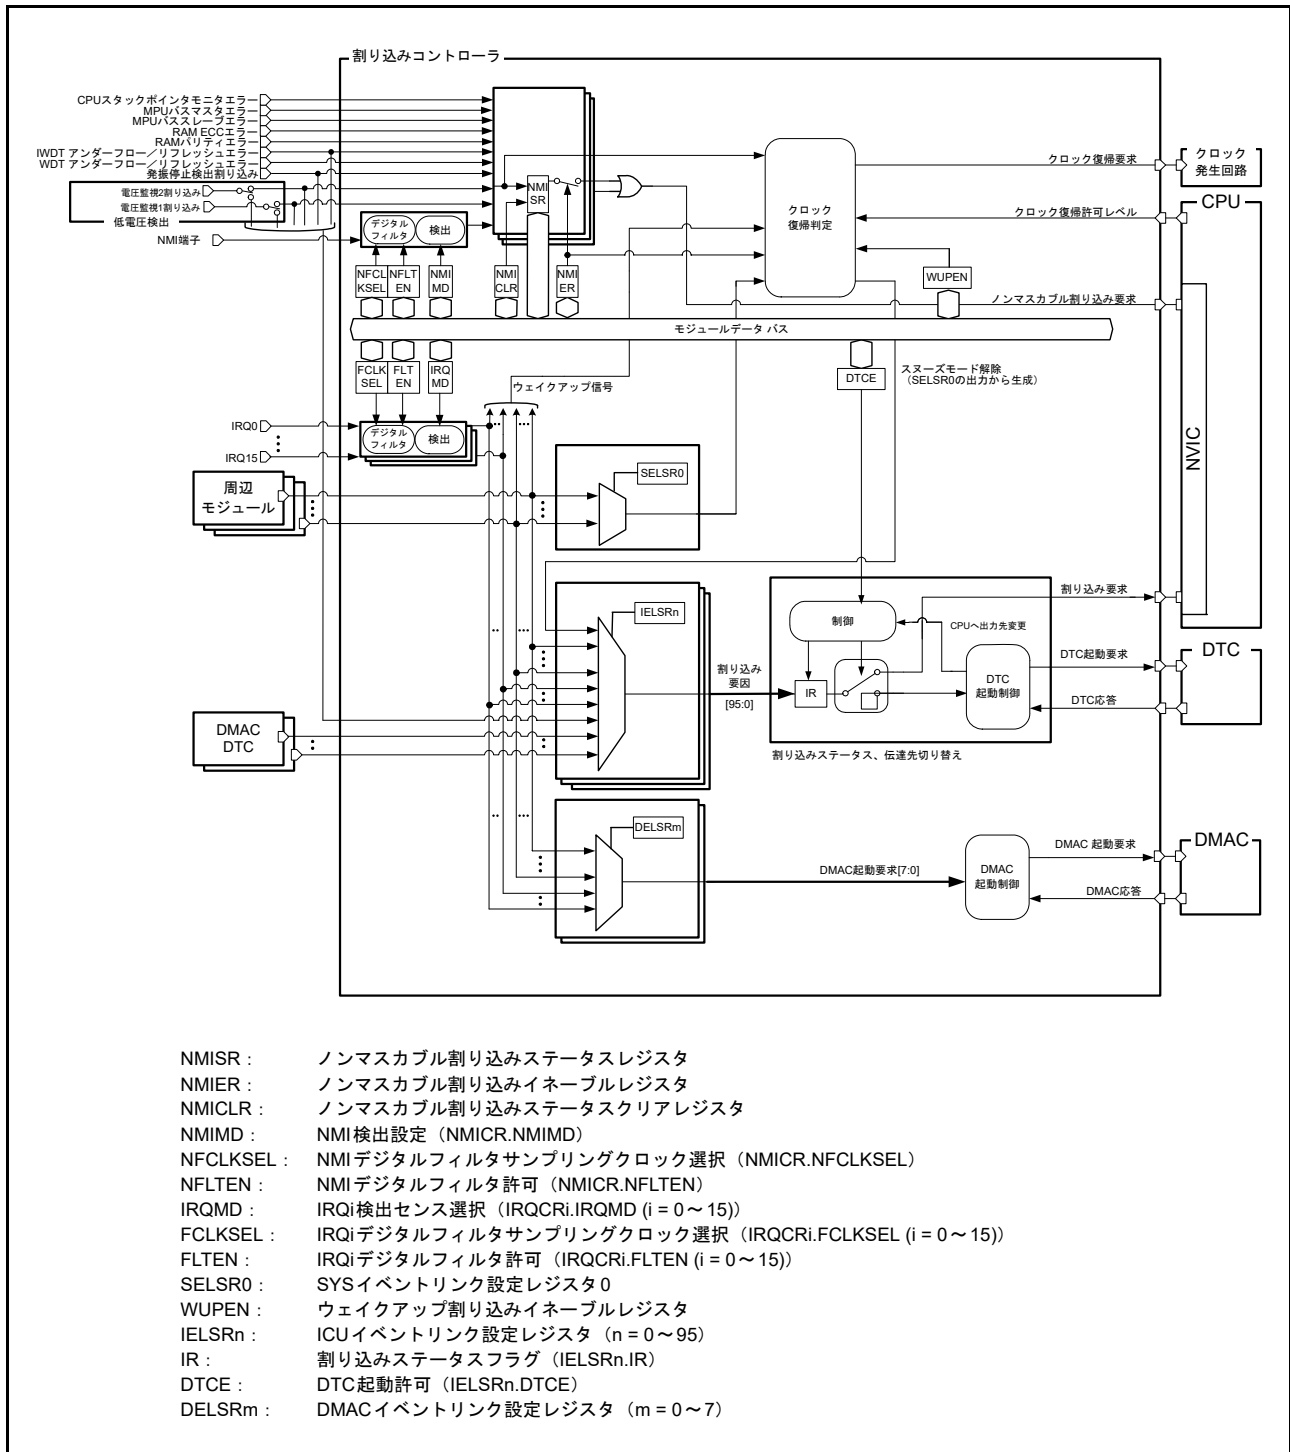 割り込みコントローラ
CPUスタックポインタモニタエラー
MPUバスマスタエラー
MPUバススレーブエラー
RAM ECCエラー
RAMパリティエラー
IWDT アンダーフロー／リフレッシュエラー
WDT アンダーフロー／リフレッシュエラー
発振停止検出割り込み
電圧監視2割り込み
電圧監視1割り込み
低電圧検出
NMI端子
デジタル
フィルタ
検出
NMI
SR
NFCL
KSEL
NFLT
EN
NMI
MD
NMI
CLR
NMI
ER
クロック
復帰判定
WUPEN
クロック復帰要求
クロック復帰許可レベル
ノンマスカブル割り込み要求
クロック
発生回路
CPU
NVIC
モジュールデータ バス
FCLK
SEL
FLT
EN
IRQ
MD
ウェイクアップ信号
DTCE
スヌーズモード解除
（SELSR0の出力から生成）
IRQ0
IRQ15
デジタル
フィルタ
検出
周辺
モジュール
SELSR0
IELSRn
割り込み
要因
[95:0]
制御
IR
CPUへ出力先変更
DTC
起動制御
割り込み要求
DTC起動要求
DTC応答
DTC
割り込みステータス、伝達先切り替え
DMAC
DTC
DELSRm
DMAC起動要求[7:0]
DMAC
起動制御
DMAC 起動要求
DMAC応答
DMAC
NMISR： ノンマスカブル割り込みステータスレジスタ
NMIER： ノンマスカブル割り込みイネーブルレジスタ
NMICLR： ノンマスカブル割り込みステータスクリアレジスタ
NMIMD： NMI検出設定（NMICR.NMIMD）
NFCLKSEL： NMIデジタルフィルタサンプリングクロック選択（NMICR.NFCLKSEL）
NFLTEN： NMIデジタルフィルタ許可（NMICR.NFLTEN）
IRQMD： IRQi検出センス選択（IRQCRi.IRQMD (i = 0～15)）
FCLKSEL： IRQiデジタルフィルタサンプリングクロック選択（IRQCRi.FCLKSEL (i = 0～15)）
FLTEN： IRQiデジタルフィルタ許可（IRQCRi.FLTEN (i = 0～15)）
SELSR0： SYSイベントリンク設定レジスタ0
WUPEN： ウェイクアップ割り込みイネーブルレジスタ
IELSRn： ICUイベントリンク設定レジスタ（n = 0～95）
IR： 割り込みステータスフラグ（IELSRn.IR）
DTCE： DTC起動許可（IELSRn.DTCE）
DELSRm： DMACイベントリンク設定レジスタ（m = 0～7）